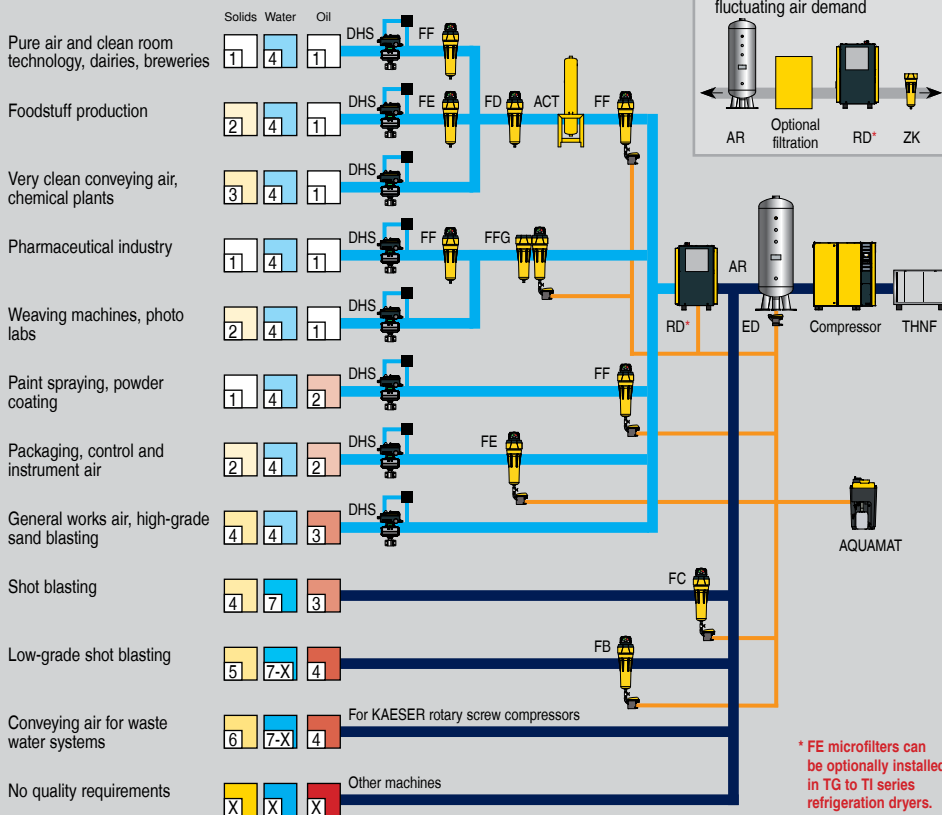 fluctuating air demand
AR
Optional
filtration
RD*
ZK
Solids Water Oil
Pure air and clean room
technology, dairies, breweries
1 4 1
DHS FF
Foodstuff production
2 4 1
DHS FE FD ACT FF
Very clean conveying air,
chemical plants
3 4 1
DHS
Pharmaceutical industry
1 4 1
DHS FF FFG
Weaving machines, photo
labs
2 4 1
DHS
RD*
AR
ED
Compressor
THNF
Paint spraying, powder
coating
1 4 2
DHS FF
Packaging, control and
instrument air
2 4 2
DHS FE
General works air, high-grade
sand blasting
4 4 3
DHS
AQUAMAT
Shot blasting
4 7 3
FC
Low-grade shot blasting
5 7-X 4
FB
Conveying air for waste
water systems
6 7-X 4
For KAESER rotary screw compressors
No quality requirements
X X X
Other machines
* FE microfilters can
be optionally installed
in TG to TI series
refrigeration dryers.